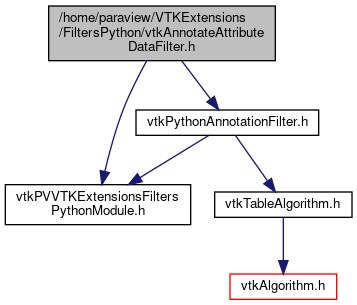 /home/paraview/VTKExtensions
/FiltersPython/vtkAnnotateAttribute
DataFilter.h
vtkPythonAnnotationFilter.h
vtkPVVTKExtensionsFilters
PythonModule.h
vtkTableAlgorithm.h
vtkAlgorithm.h